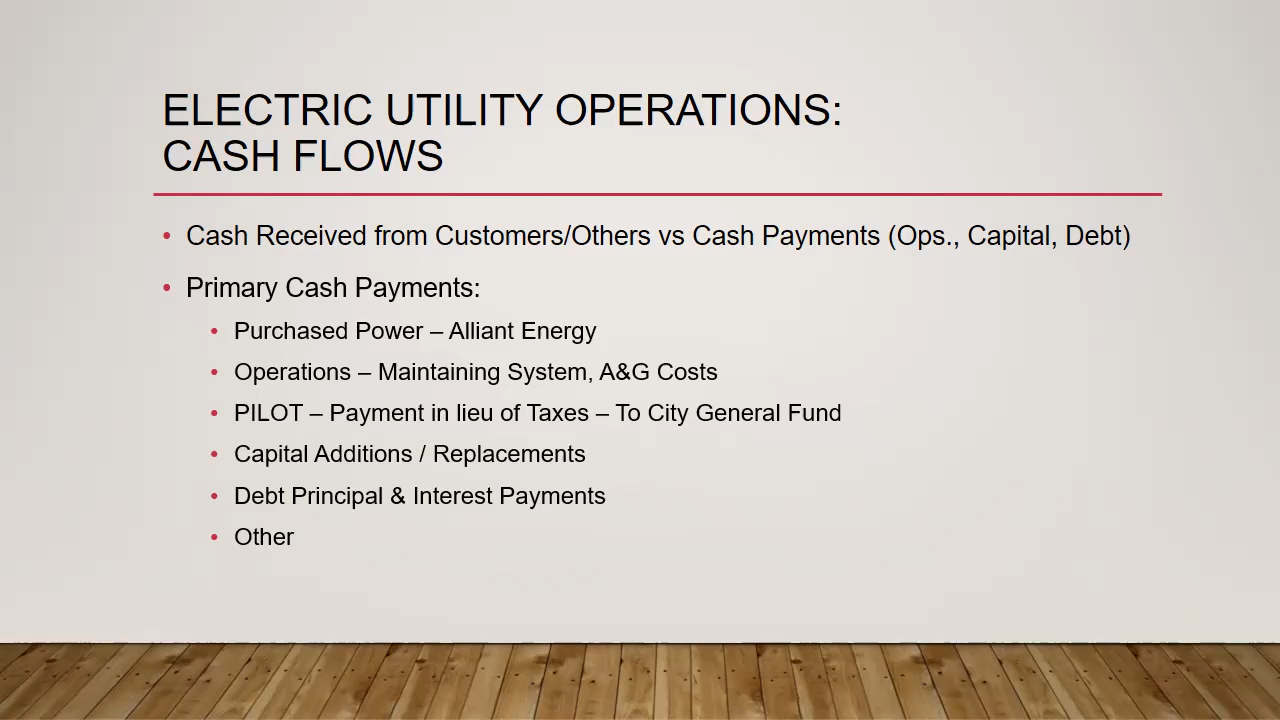 ELECTRIC UTILITY OPERATIONS:
CASH FLOWS
• Cash Received from Customers/Others vs Cash Payments (Ops., Capital, Debt)
• Primary Cash Payments:
• Purchased Power – Alliant Energy
• Operations – Maintaining System, A&G Costs
• PILOT – Payment in lieu of Taxes – To City General Fund
• Capital Additions / Replacements
• Debt Principal & Interest Payments
• Other